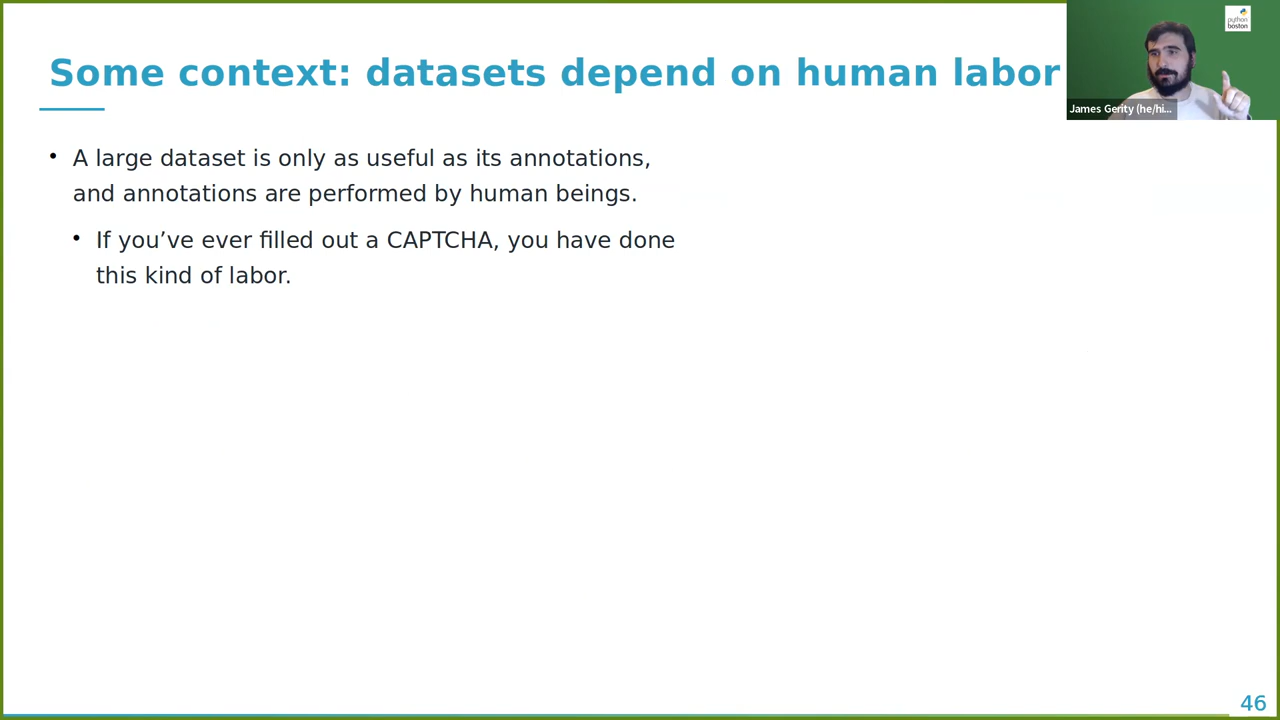 Some context: datasets depend on human labor
python
boston
James Gerity (he/hi...
• A large dataset is only as useful as its annotations,
and annotations are performed by human beings.
• If you’ve ever filled out a CAPTCHA, you have done
this kind of labor.
46